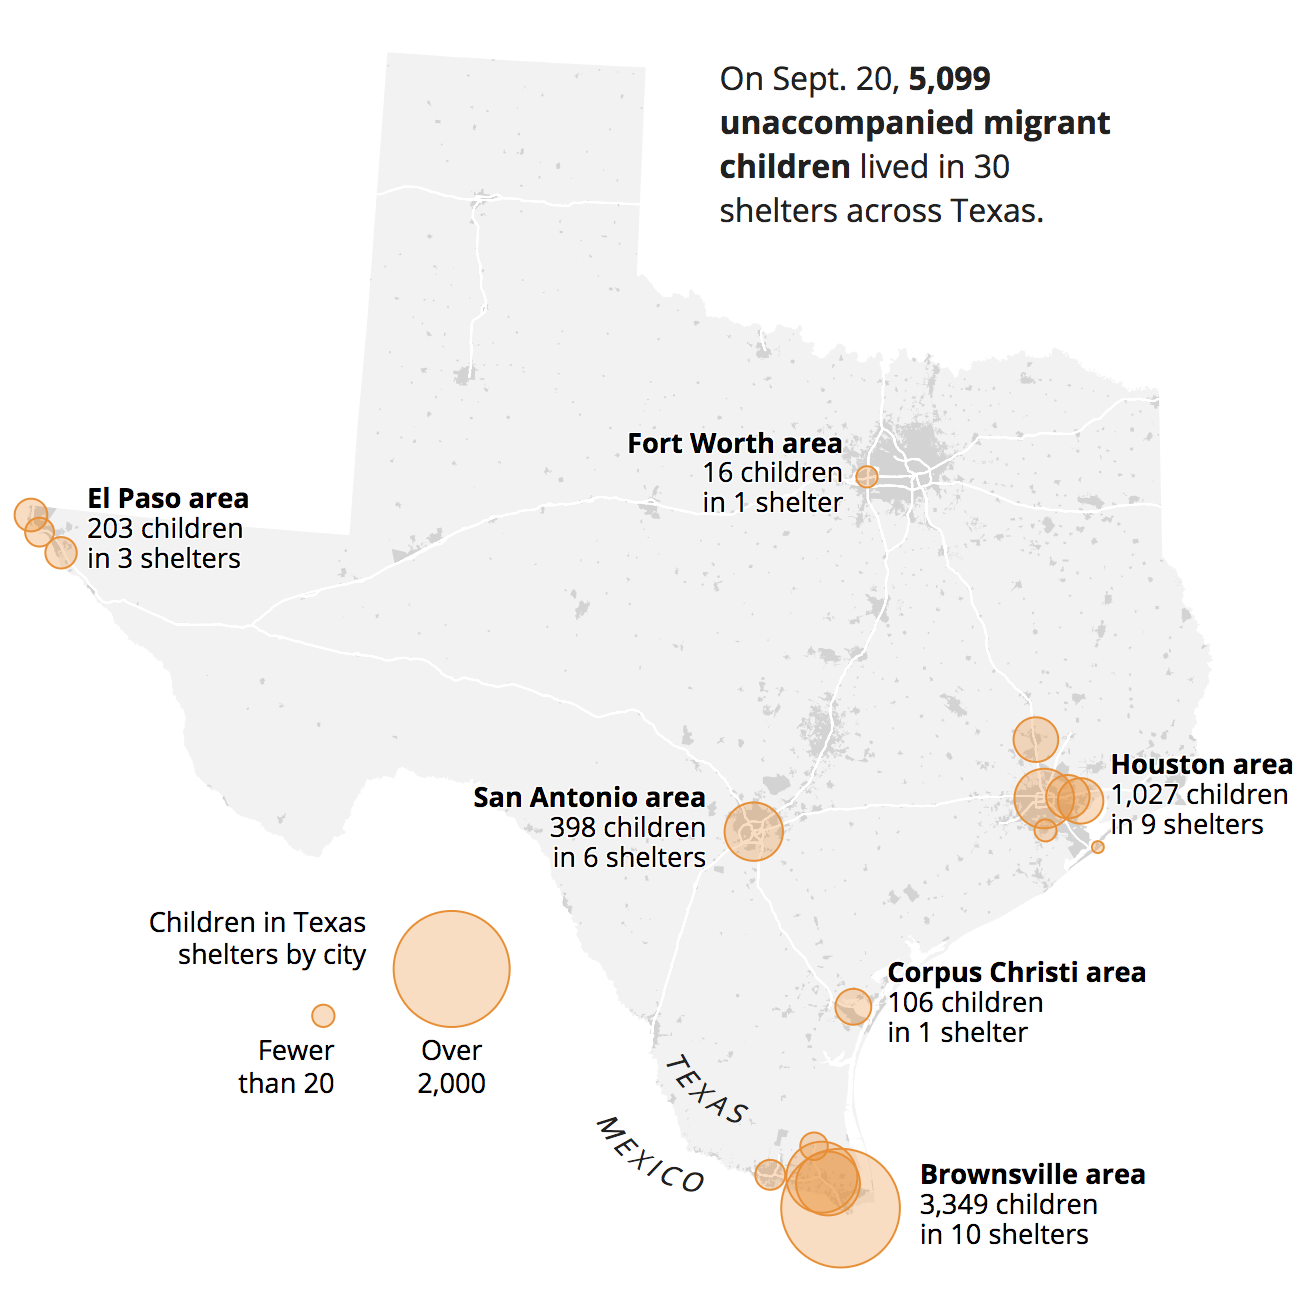 On Sept. 20, 5,099
unaccompanied migrant
children lived in 30
shelters across Texas.
Fort Worth area
16 children
in 1 shelter
El Paso area
203 children
in 3 shelters
Houston area
1,027 children
in 9 shelters
San Antonio area
398 children
in 6 shelters
Children in Texas
shelters by city
Fewer
than 20
Over
2,000
Corpus Christi area
106 children
in 1 shelter
TEXAS
MEXICO
Brownsville area
3,349 children
in 10 shelters